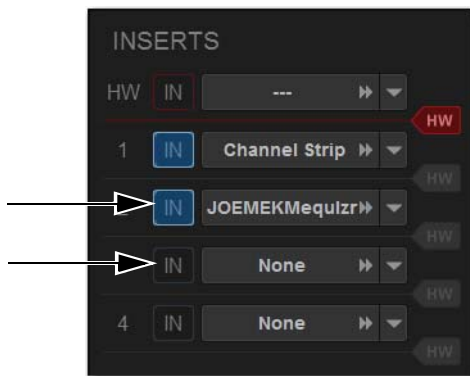 INSERTS
HW IN ---
HW
1 IN Channel Strip
HW
IN JOEMEKMequlzr
HW
IN None
HW
4 IN None
HW